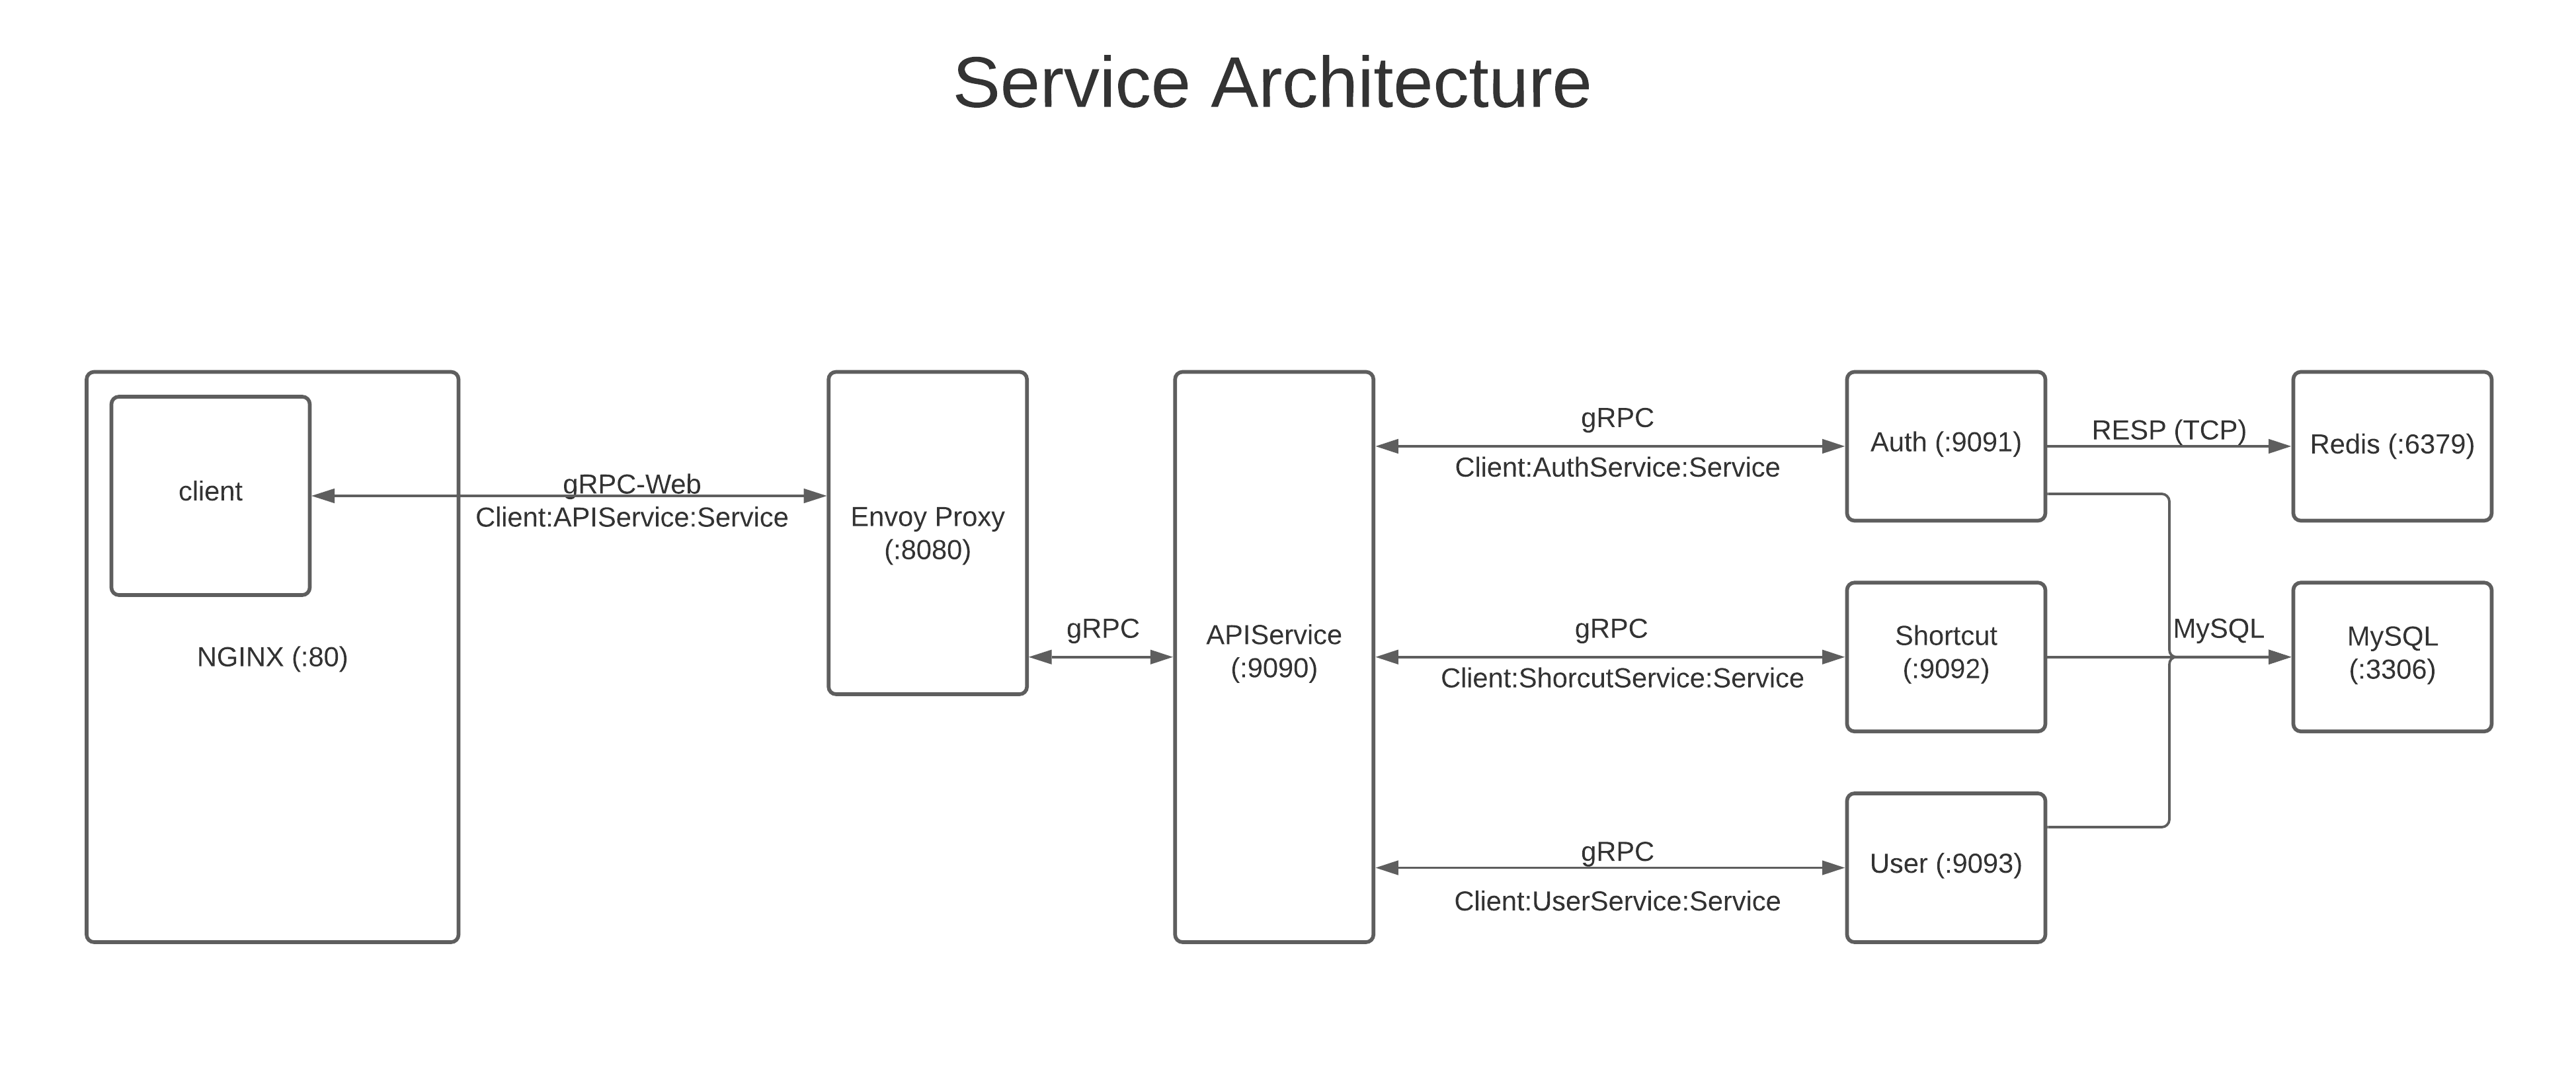 Service Architecture
client
NGINX (:80)
gRPC-Web
Client:APIService:Service
Envoy Proxy
(:8080)
gRPC
APIService
(:9090)
gRPC
Client:AuthService:Service
gRPC
Client:ShorcutService:Service
gRPC
Client:UserService:Service
Auth (:9091)
Shortcut
(:9092)
User (:9093)
RESP (TCP)
MySQL
Redis (:6379)
MySQL
(:3306)